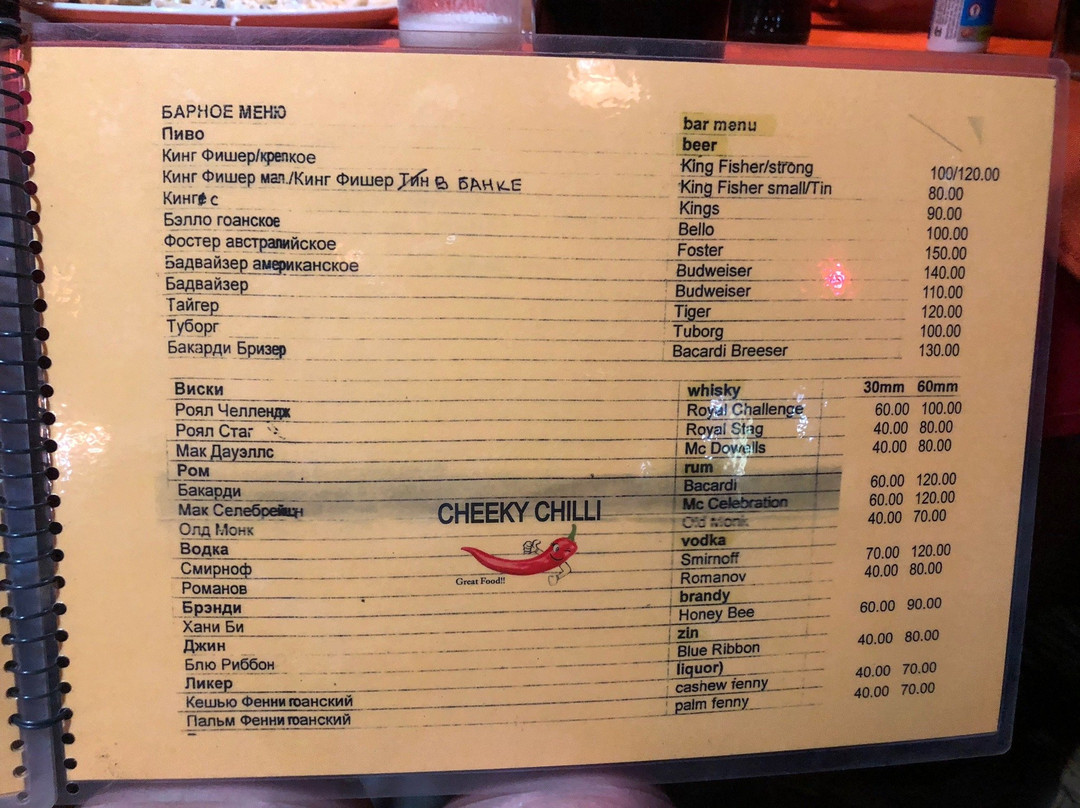 БАРНОЕ МЕНЮ bar menu
Пиво beer
Кинг Фишер/крепкое King Fisher/strong 100/120.00
Кинг Фишер мал./Кинг Фишер Тин В БАНКЕ King Fisher small/Tin 80.00
Кингс Kings 90.00
Бэлло гоанское Bello 100.00
Фостер австралийское Foster 150.00
Бадвайзер американское Budweiser 140.00
Бадвайзер Budweiser 110.00
Тайгер Tiger 120.00
Туборг Tuborg 100.00
Бакарди Бризер Bacardi Breeser 130.00
Виски whisky 30mm 60mm
Роял Челлендж Royal Challenge 60.00 100.00
Роял Стаг Royal Stag 40.00 80.00
Мак Дауэллс Mc Dowells 40.00 80.00
Ром rum
Бакарди Bacardi 60.00 120.00
Мак Селебрейшн Mc Celebration 60.00 120.00
Олд Монк Old Monk 40.00 70.00
CHEEKY CHILLI
Great Food!!
Водка vodka
Смирноф Smirnoff 70.00 120.00
Романов Romanov 40.00 80.00
Брэнди brandy
Хани Би Honey Bee 60.00 90.00
Джин zin
Блю Риббон Blue Ribbon 40.00 80.00
Ликер liquor)
Кешью Фенни гоанский cashew fenny 40.00 70.00
Пальм Фенни гоанский palm fenny 40.00 70.00